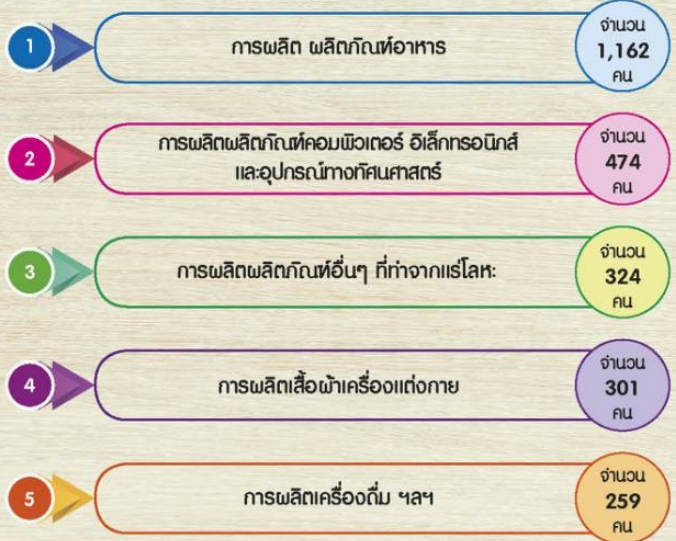 1
การผลิต ผลิตภัณฑ์อาหาร
จำนวน
1,162
คน
2
การผลิตผลิตภัณฑ์คอมพิวเตอร์ อิเล็กทรอนิกส์
และอุปกรณ์ทางทัศนศาสตร์
จำนวน
474
คน
3
การผลิตผลิตภัณฑ์อื่นๆ ที่ทำจากแร่โลหะ
จำนวน
324
คน
4
การผลิตเสื้อผ้าเครื่องแต่งกาย
จำนวน
301
คน
5
การผลิตเครื่องดื่ม ฯลฯ
จำนวน
259
คน